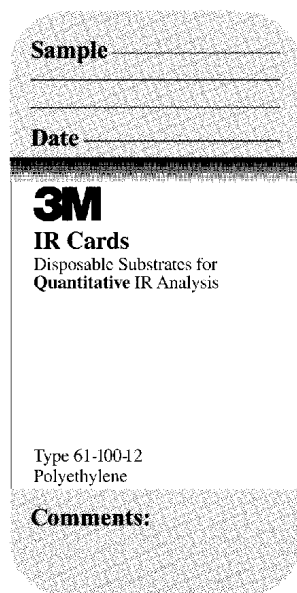 Sample
Date
3M
IR Cards
Disposable Substrates for
Quantitative IR Analysis
Type 61-100-12
Polyethylene
Comments: